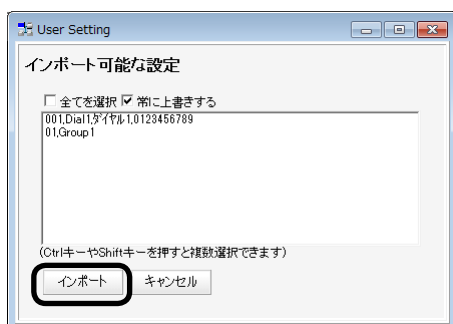 User Setting
インポート可能な設定
全てを選択 常に上書きする
001,Dial1,ダイヤル1,0123456789
01,Group1
(CtrlキーやShiftキーを押すと複数選択できます)
インポート キャンセル